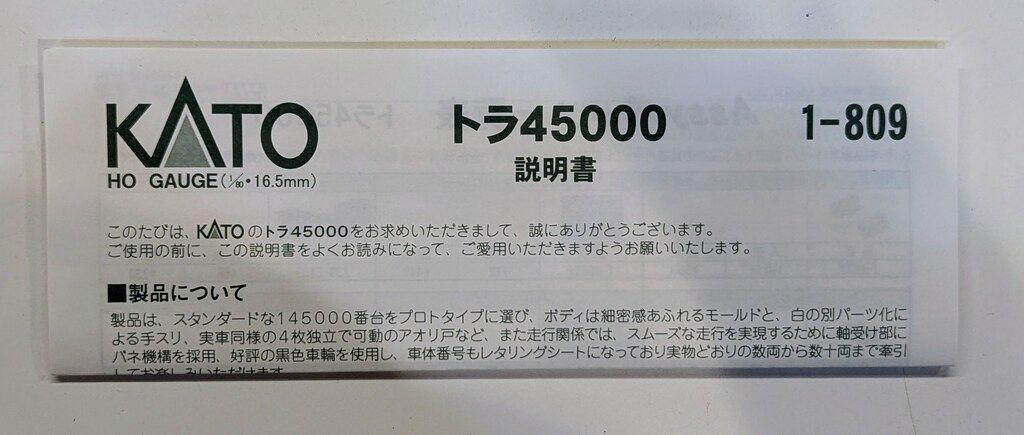 KATO
HO GAUGE(1/80・16.5mm)
トラ45000
説明書
1-809
このたびは、KATOのトラ45000をお求めいただきまして、誠にありがとうございます。
ご使用の前に、この説明書をよくお読みになって、ご愛用いただきますようお願いいたします。
■製品について
製品は、スタンダードな145000番台をプロトタイプに選び、ボディは細密感あふれるモールドと、白の別パーツ化に
よる手スリ、実車同様の4枚独立で可動のアオリ戸など、また走行関係では、スムーズな走行を実現するために軸受け部に
バネ機構を採用、好評の黒色車輪を使用し、車体番号もレタリングシートになっており実物どおりの数両から数十両まで牽引
してお楽しみいただけます